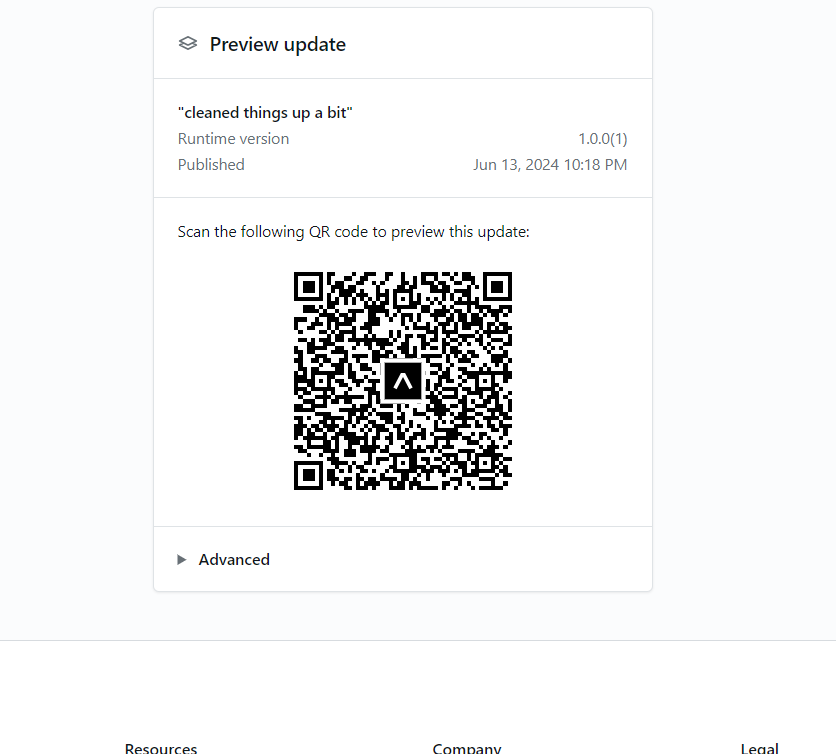 Preview update
"cleaned things up a bit"
Runtime version 1.0.0(1)
Published Jun 13, 2024 10:18 PM
Scan the following QR code to preview this update:
Advanced
Resources Company Legal